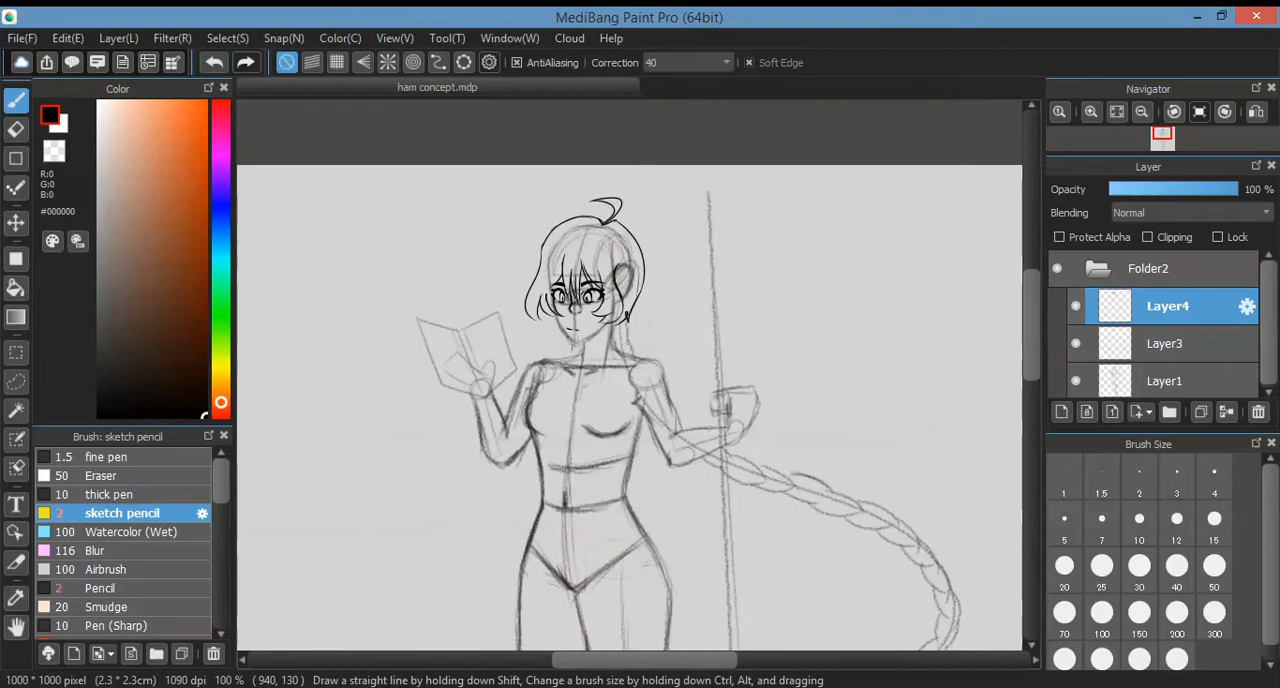 MediBang Paint Pro (64bit)
File(F) Edit(E) Layer(L) Filter(R) Select(S) Snap(N) Color(C) View(V) Tool(T) Window(W) Cloud Help
AntiAliasing Correction 40 Soft Edge
Color
ham concept.mdp
Navigator
R:0
G:0
B:0
#000000
Layer
Opacity 100 %
Blending Normal
Protect Alpha Clipping Lock
Folder2
Layer4
Layer3
Layer1
Brush: sketch pencil
1.5 fine pen
50 Eraser
10 thick pen
2 sketch pencil
100 Watercolor (Wet)
116 Blur
100 Airbrush
2 Pencil
20 Smudge
10 Pen (Sharp)
Brush Size
1 1.5 2 3 4
5 7 10 12 15
20 25 30 40 50
70 100 150 200 300
1000 * 1000 pixel (2.3 * 2.3cm) 1090 dpi 100 % ( 940, 130 ) Draw a straight line by holding down Shift, Change a brush size by holding down Ctrl, Alt, and dragging